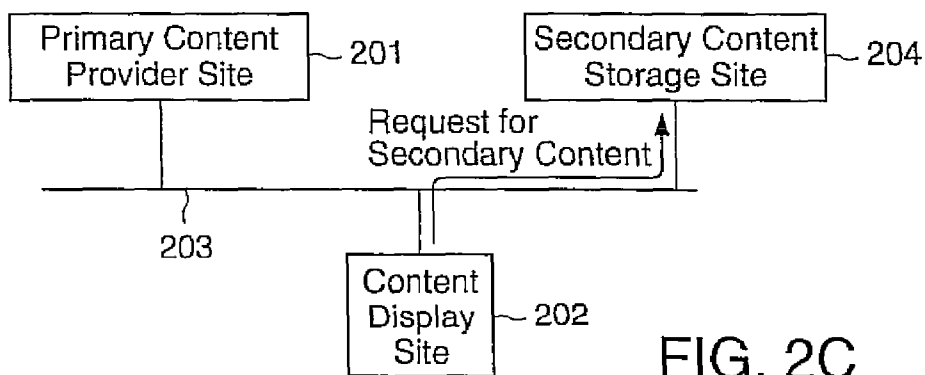 Primary Content
Provider Site
201
Secondary Content
Storage Site
204
Request for
Secondary Content
203
Content
Display
Site
202
FIG. 2C